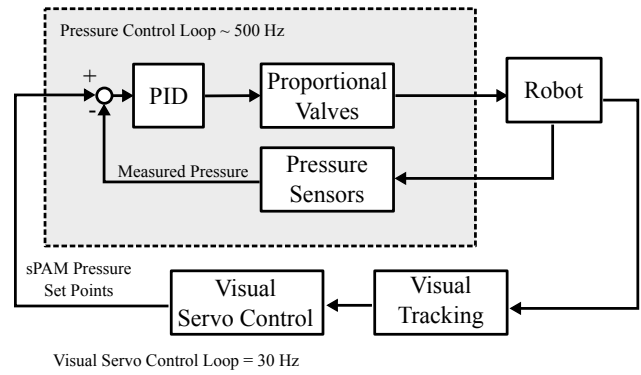 Pressure Control Loop ~ 500 Hz
+
-
PID
Proportional
Valves
Robot
Measured Pressure
Pressure
Sensors
sPAM Pressure
Set Points
Visual
Servo Control
Visual
Tracking
Visual Servo Control Loop = 30 Hz